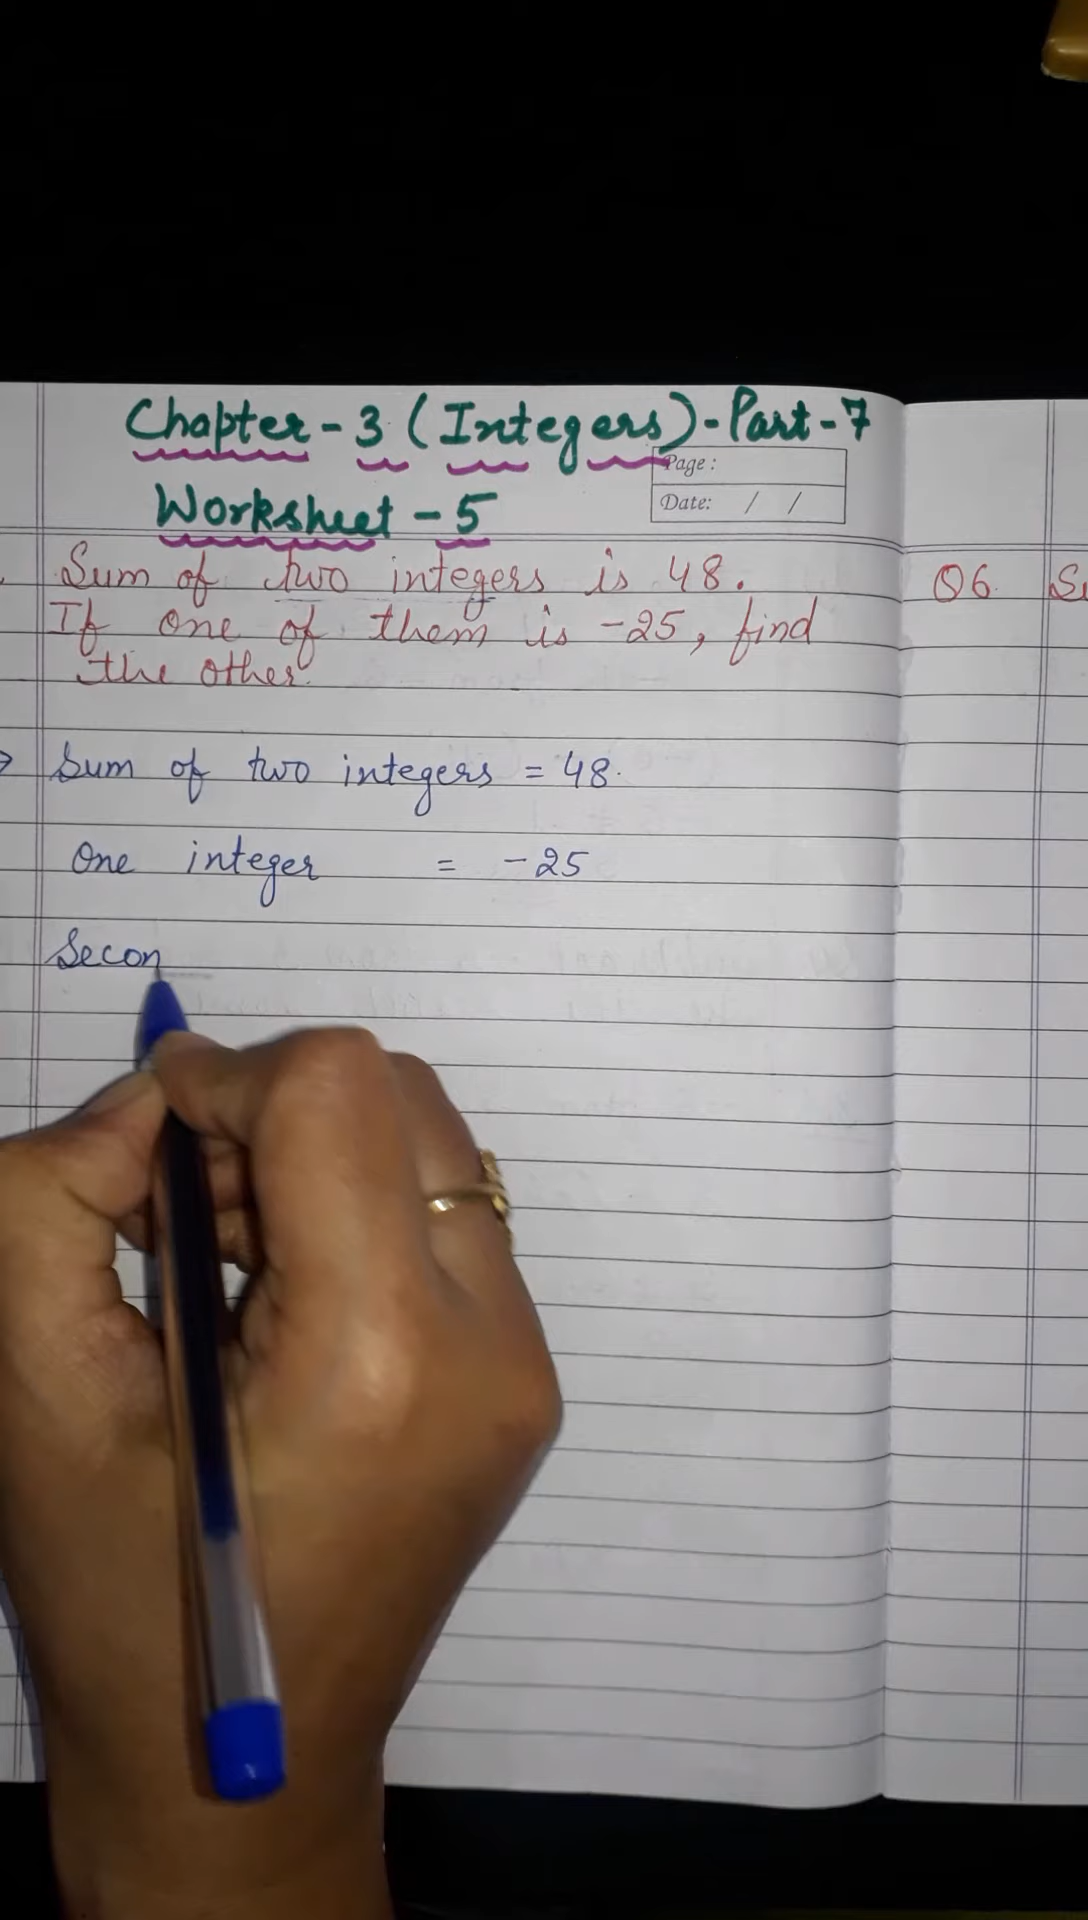 Chapter - 3 (Integers) - Part - 7
Page :
Date: / /
Worksheet - 5
Sum of two integers is 48.
If one of them is -25, find
the other.
Sum of two integers = 48.
One integer = -25
Secon
Q6.